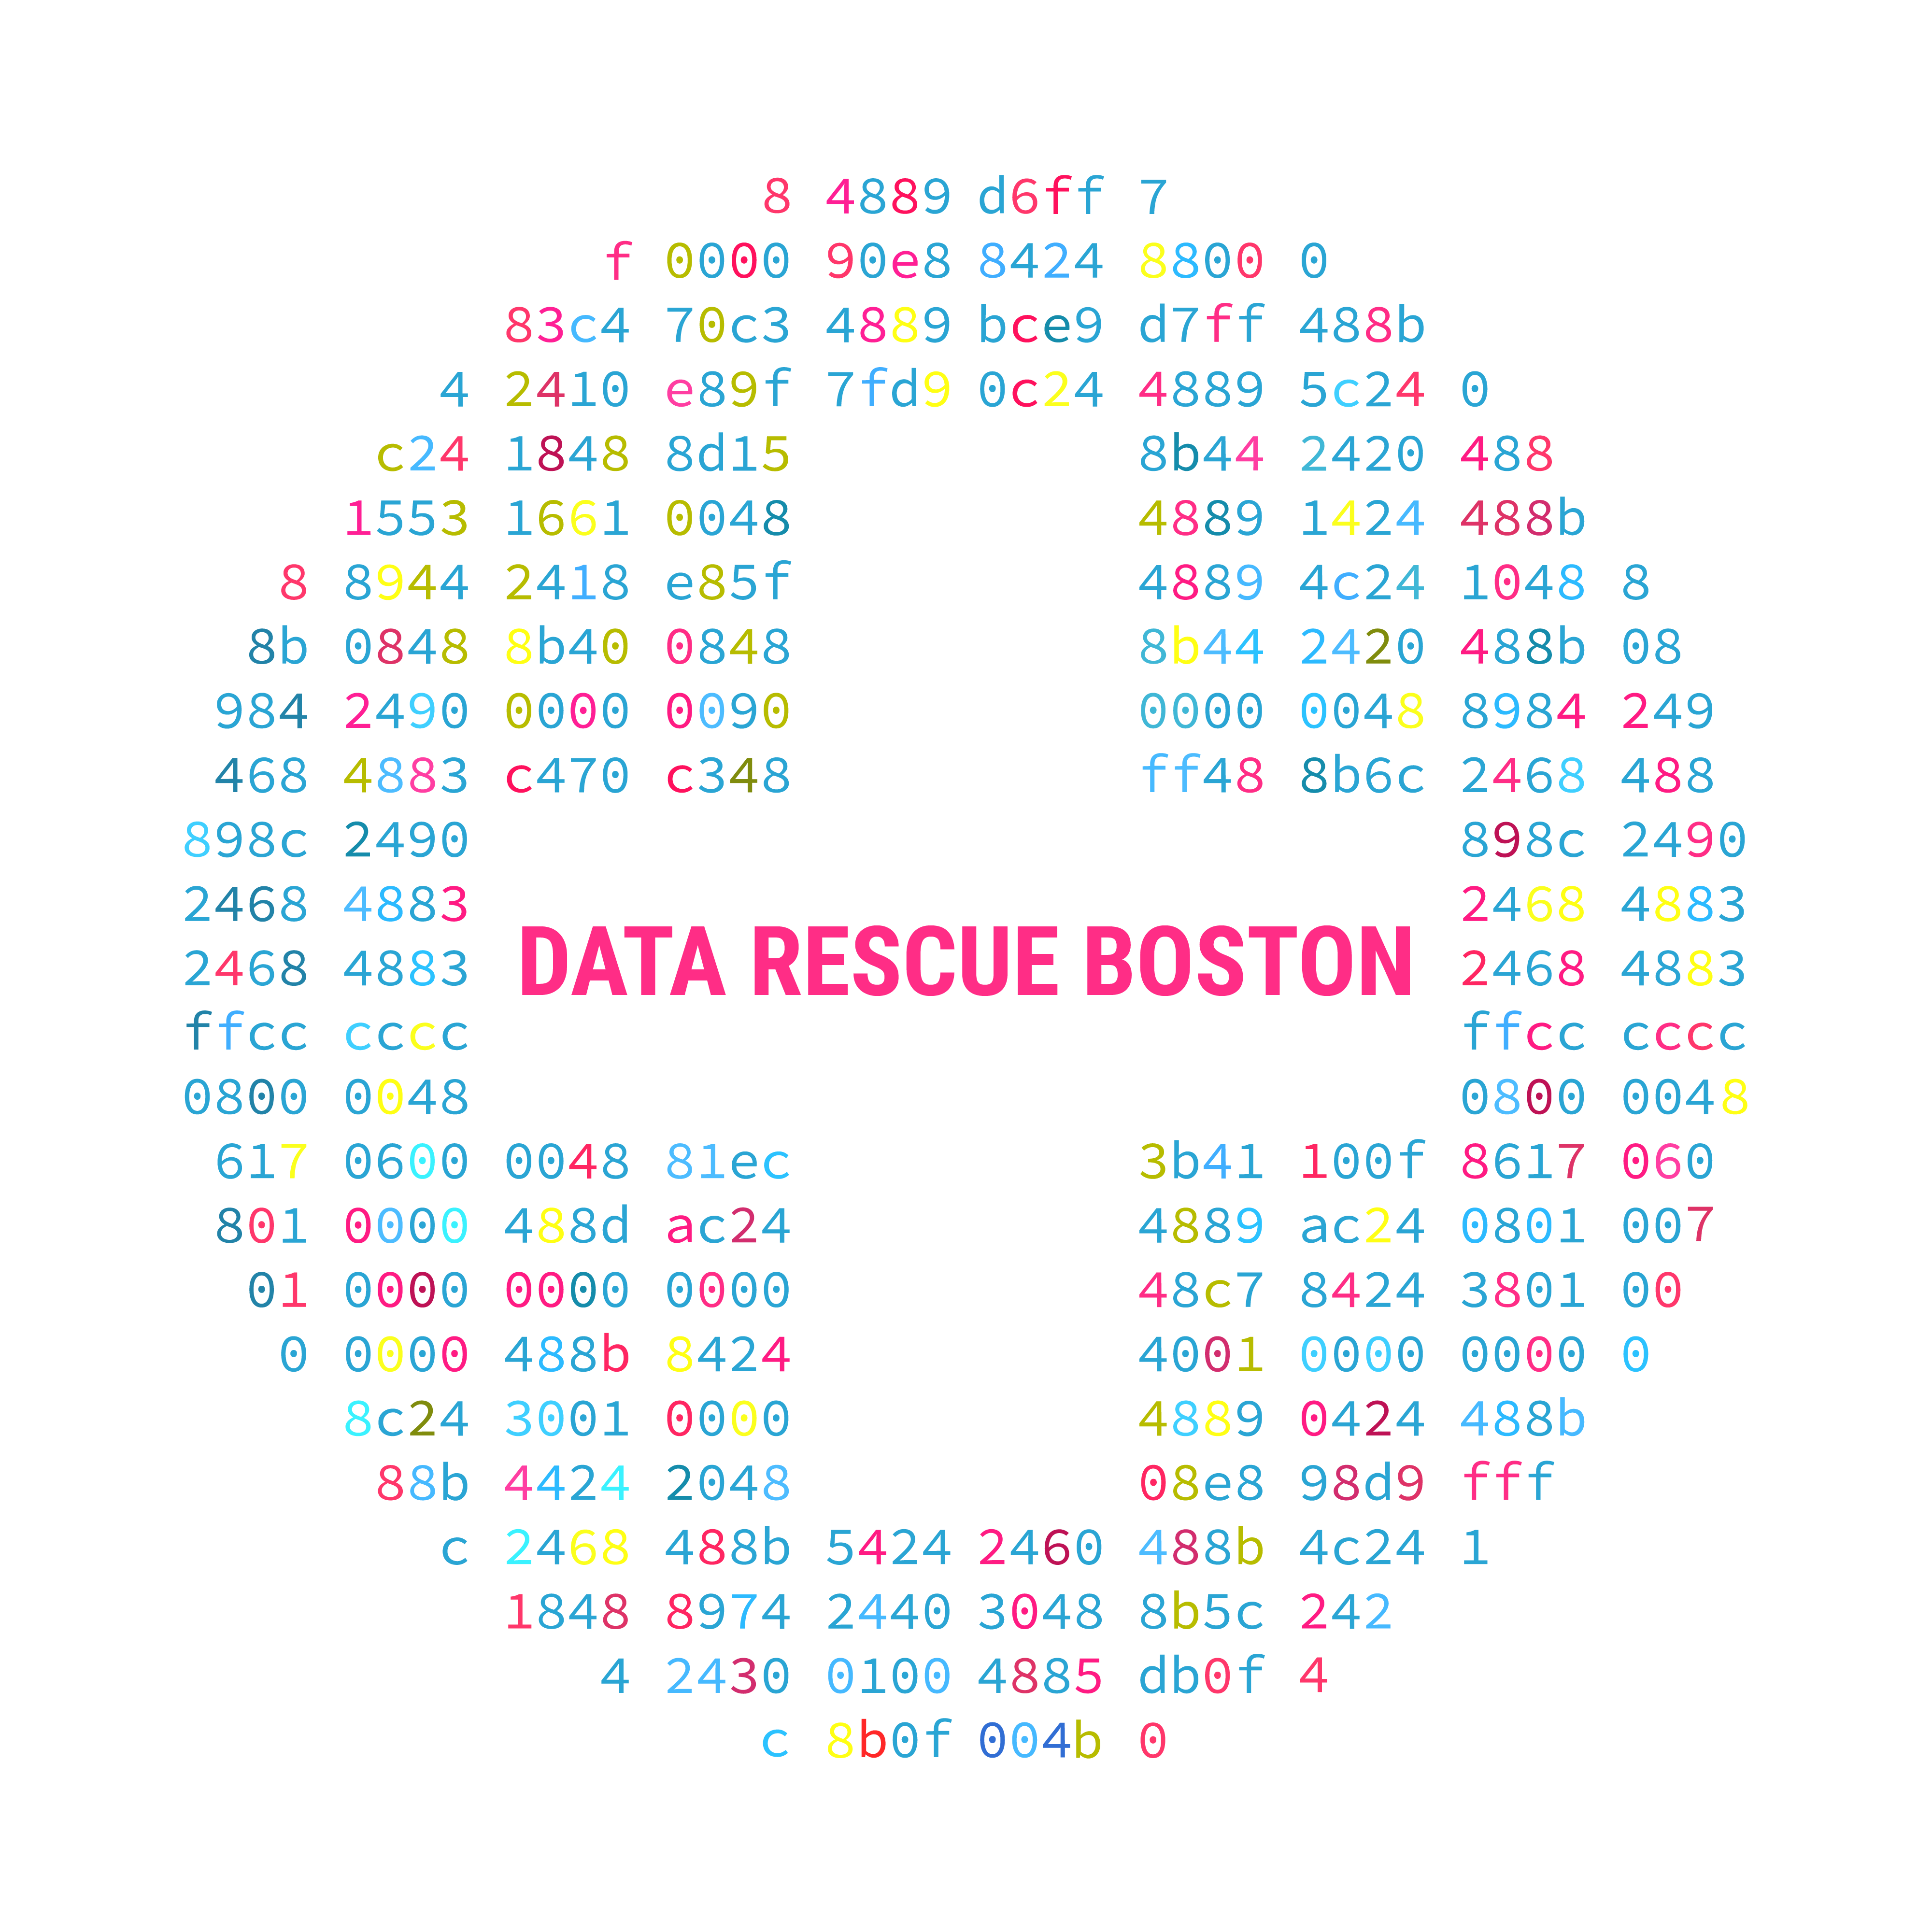 8 4889 d6ff 7
f 0000 90e8 8424 8800 0
83c4 70c3 4889 bce9 d7ff 488b
4 2410 e89f 7fd9 0c24 4889 5c24 0
c24 1848 8d15 8b44 2420 488
1553 1661 0048 4889 1424 488b
8 8944 2418 e85f 4889 4c24 1048 8
8b 0848 8b40 0848 8b44 2420 488b 08
984 2490 0000 0090 0000 0048 8984 249
468 4883 c470 c348 ff48 8b6c 2468 488
898c 2490 898c 2490
2468 4883 2468 4883
DATA RESCUE BOSTON
2468 4883 2468 4883
ffcc cccc ffcc cccc
0800 0048 0800 0048
617 0600 0048 81ec 3b41 100f 8617 060
801 0000 488d ac24 4889 ac24 0801 007
01 0000 0000 0000 48c7 8424 3801 00
0 0000 488b 8424 4001 0000 0000 0
8c24 3001 0000 4889 0424 488b
88b 4424 2048 08e8 98d9 fff
c 2468 488b 5424 2460 488b 4c24 1
1848 8974 2440 3048 8b5c 242
4 2430 0100 4885 db0f 4
c 8b0f 004b 0